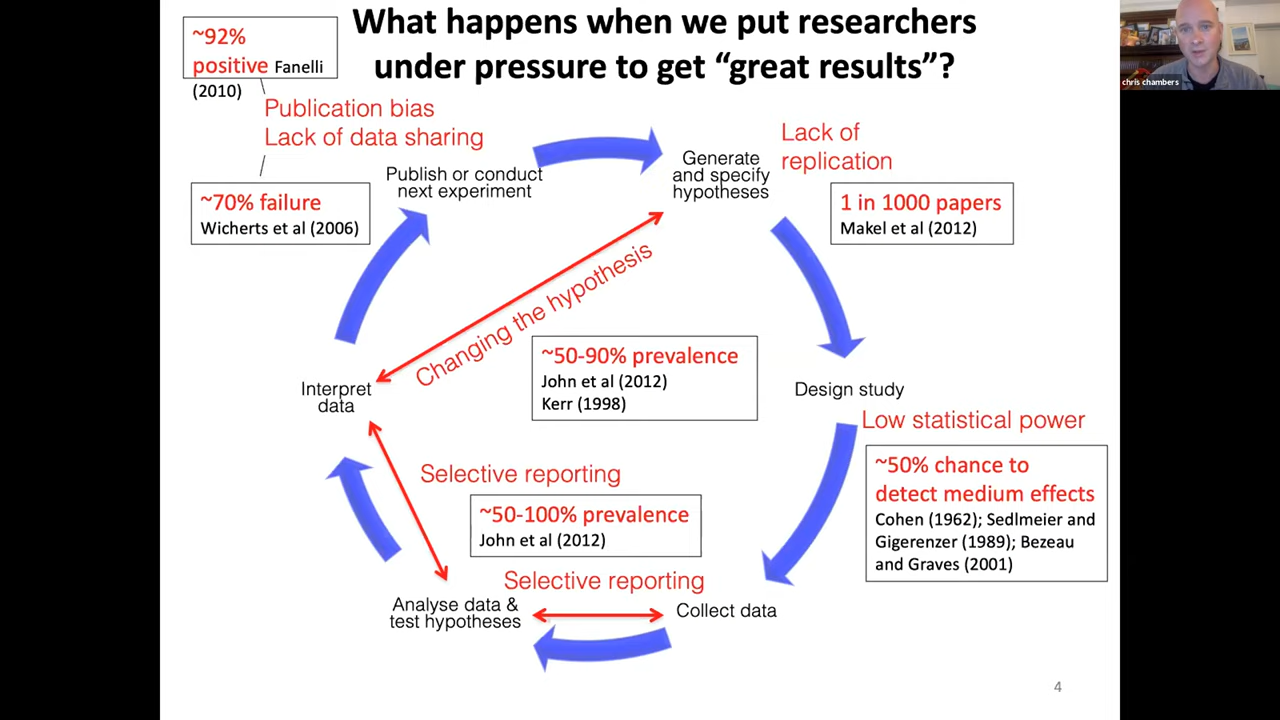 What happens when we put researchers
under pressure to get “great results”?
~92%
positive Fanelli
(2010)
Publication bias
Lack of data sharing
~70% failure
Wicherts et al (2006)
Publish or conduct
next experiment
Generate
and specify
hypotheses
Lack of
replication
1 in 1000 papers
Makel et al (2012)
Changing the hypothesis
~50-90% prevalence
John et al (2012)
Kerr (1998)
Interpret
data
Design study
Low statistical power
~50% chance to
detect medium effects
Cohen (1962); Sedlmeier and
Gigerenzer (1989); Bezeau
and Graves (2001)
Selective reporting
~50-100% prevalence
John et al (2012)
Selective reporting
Analyse data &
test hypotheses
Collect data
4
chris chambers